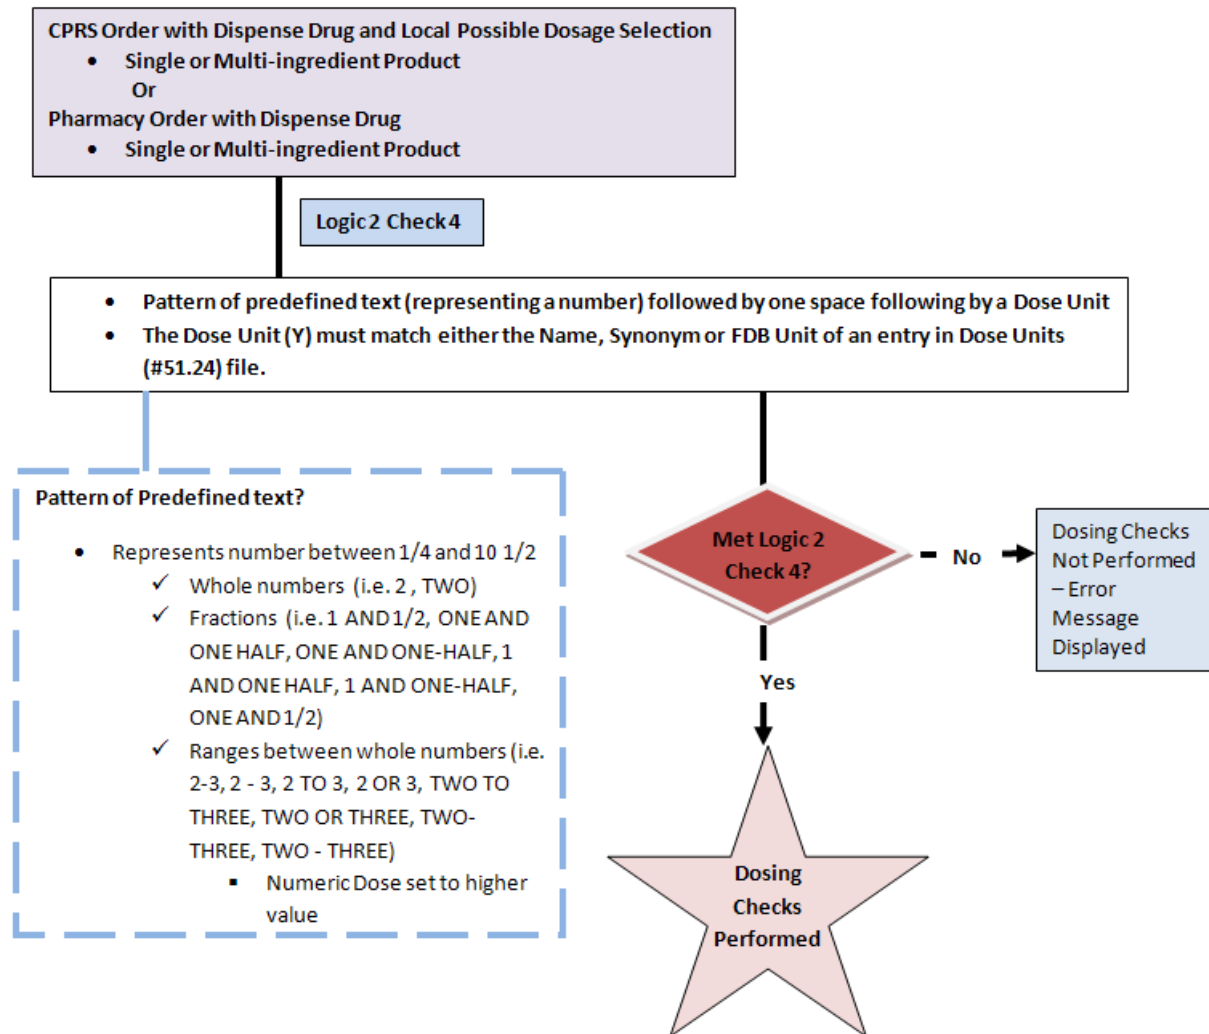 CPRS Order with Dispense Drug and Local Possible Dosage Selection
• Single or Multi-ingredient Product
Or
Pharmacy Order with Dispense Drug
• Single or Multi-ingredient Product
Logic 2 Check 4
• Pattern of predefined text (representing a number) followed by one space following by a Dose Unit
• The Dose Unit (Y) must match either the Name, Synonym or FDB Unit of an entry in Dose Units
(#51.24) file.
Pattern of Predefined text?
• Represents number between 1/4 and 10 1/2
✓ Whole numbers (i.e. 2 , TWO)
✓ Fractions (i.e. 1 AND 1/2, ONE AND
ONE HALF, ONE AND ONE-HALF, 1
AND ONE HALF, 1 AND ONE-HALF,
ONE AND 1/2)
✓ Ranges between whole numbers (i.e.
2-3, 2 - 3, 2 TO 3, 2 OR 3, TWO TO
THREE, TWO OR THREE, TWO-
THREE, TWO - THREE)
▪ Numeric Dose set to higher
value
Met Logic 2
Check 4?
No
Dosing Checks
Not Performed
– Error
Message
Displayed
Yes
Dosing
Checks
Performed